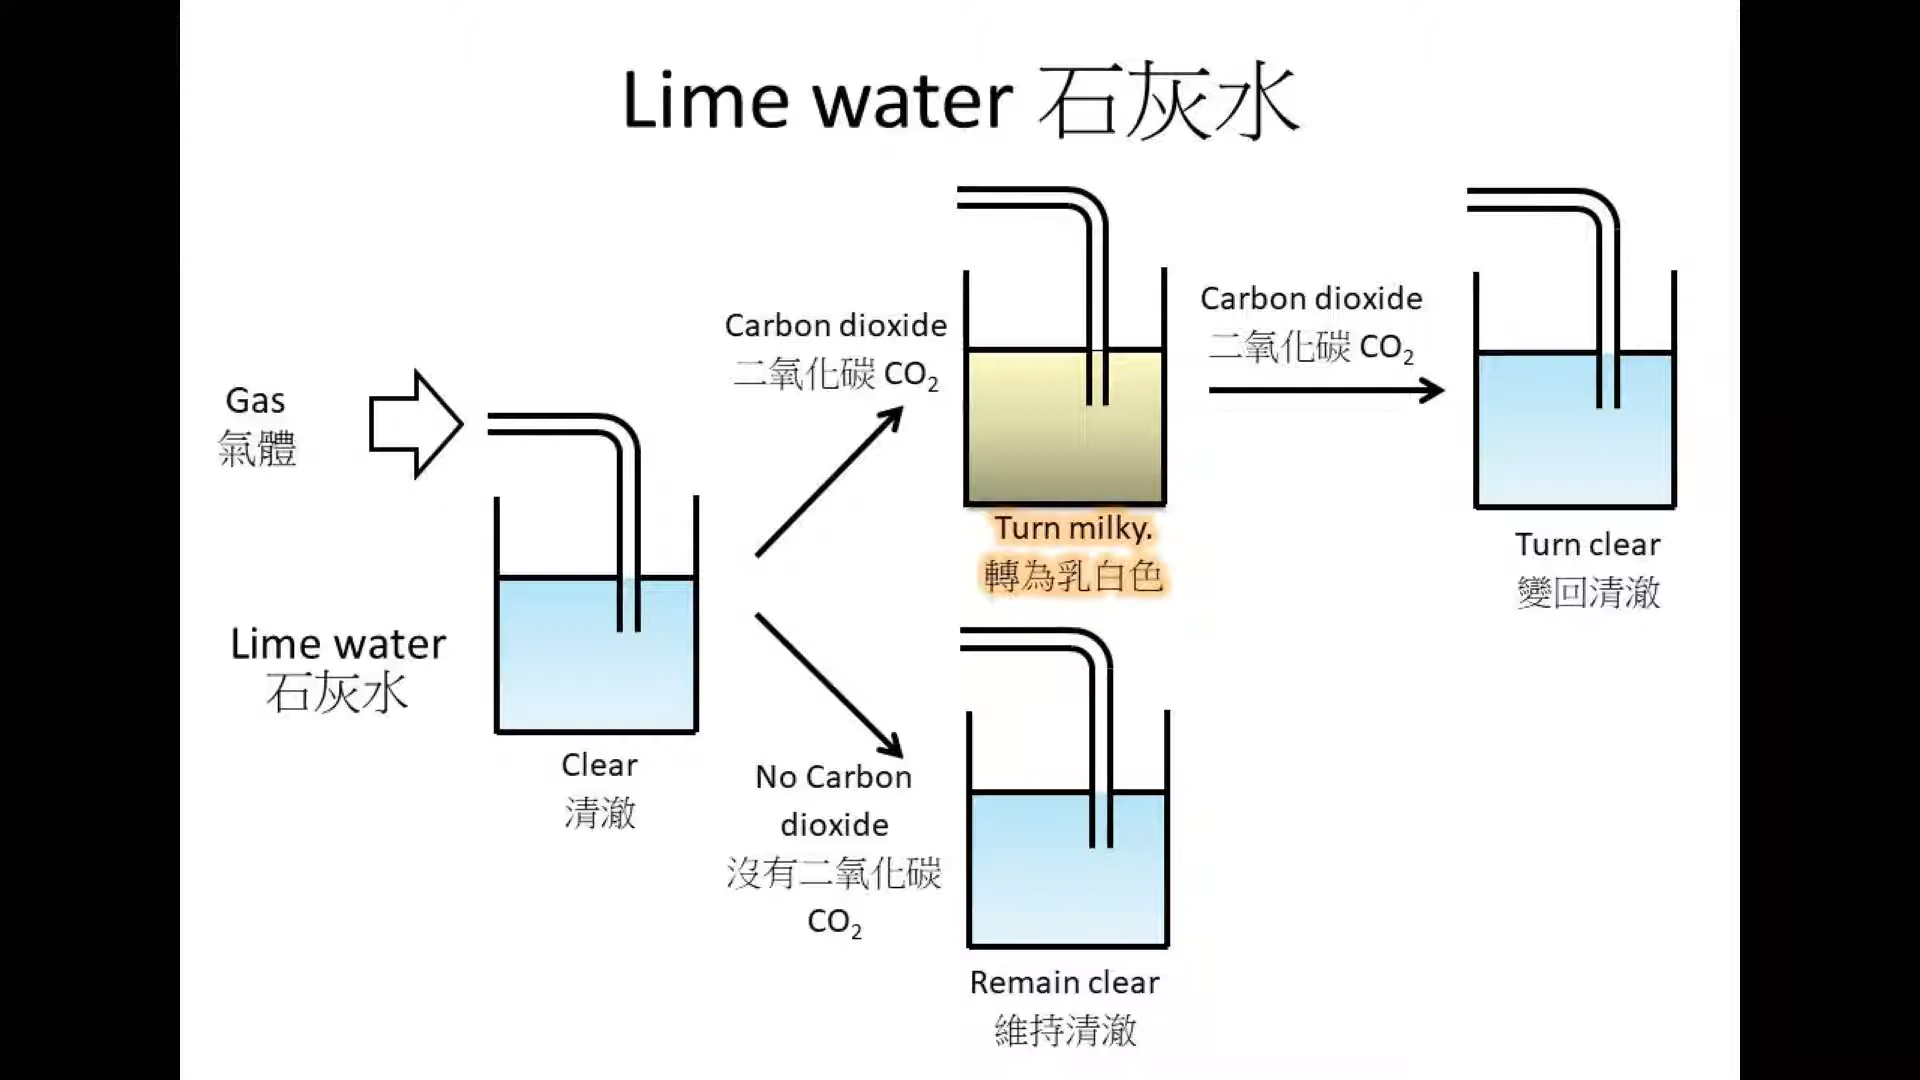 Lime water 石灰水
Gas
氣體
Lime water
石灰水
Clear
清澈
Carbon dioxide
二氧化碳 CO₂
Turn milky.
轉為乳白色
Carbon dioxide
二氧化碳 CO₂
Turn clear
變回清澈
No Carbon
dioxide
沒有二氧化碳
CO₂
Remain clear
維持清澈